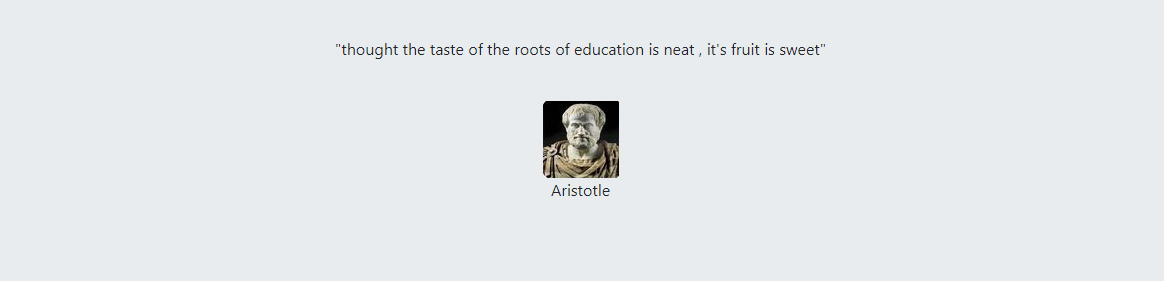 "thought the taste of the roots of education is neat , it's fruit is sweet"
Aristotle